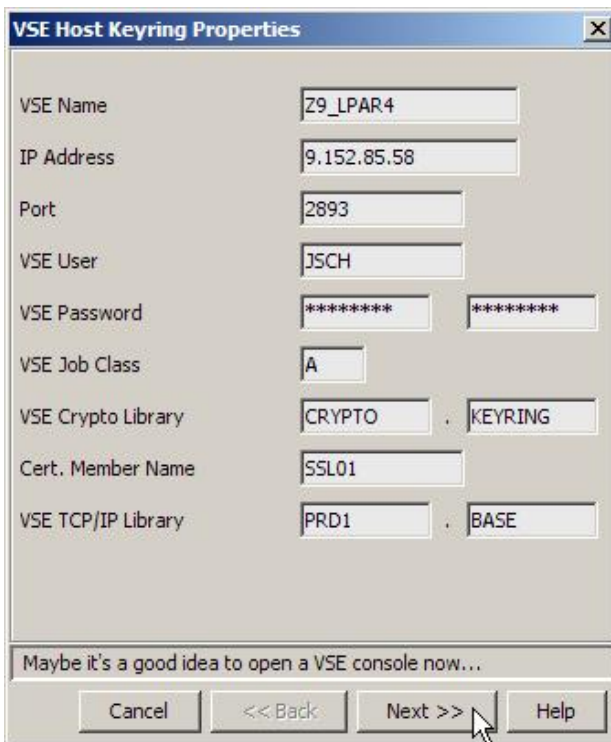 VSE Host Keyring Properties
VSE Name Z9_LPAR4
IP Address 9.152.85.58
Port 2893
VSE User JSCH
VSE Password ******** ********
VSE Job Class A
VSE Crypto Library CRYPTO . KEYRING
Cert. Member Name SSL01
VSE TCP/IP Library PRD1 . BASE
Maybe it's a good idea to open a VSE console now...
Cancel << Back Next >> Help